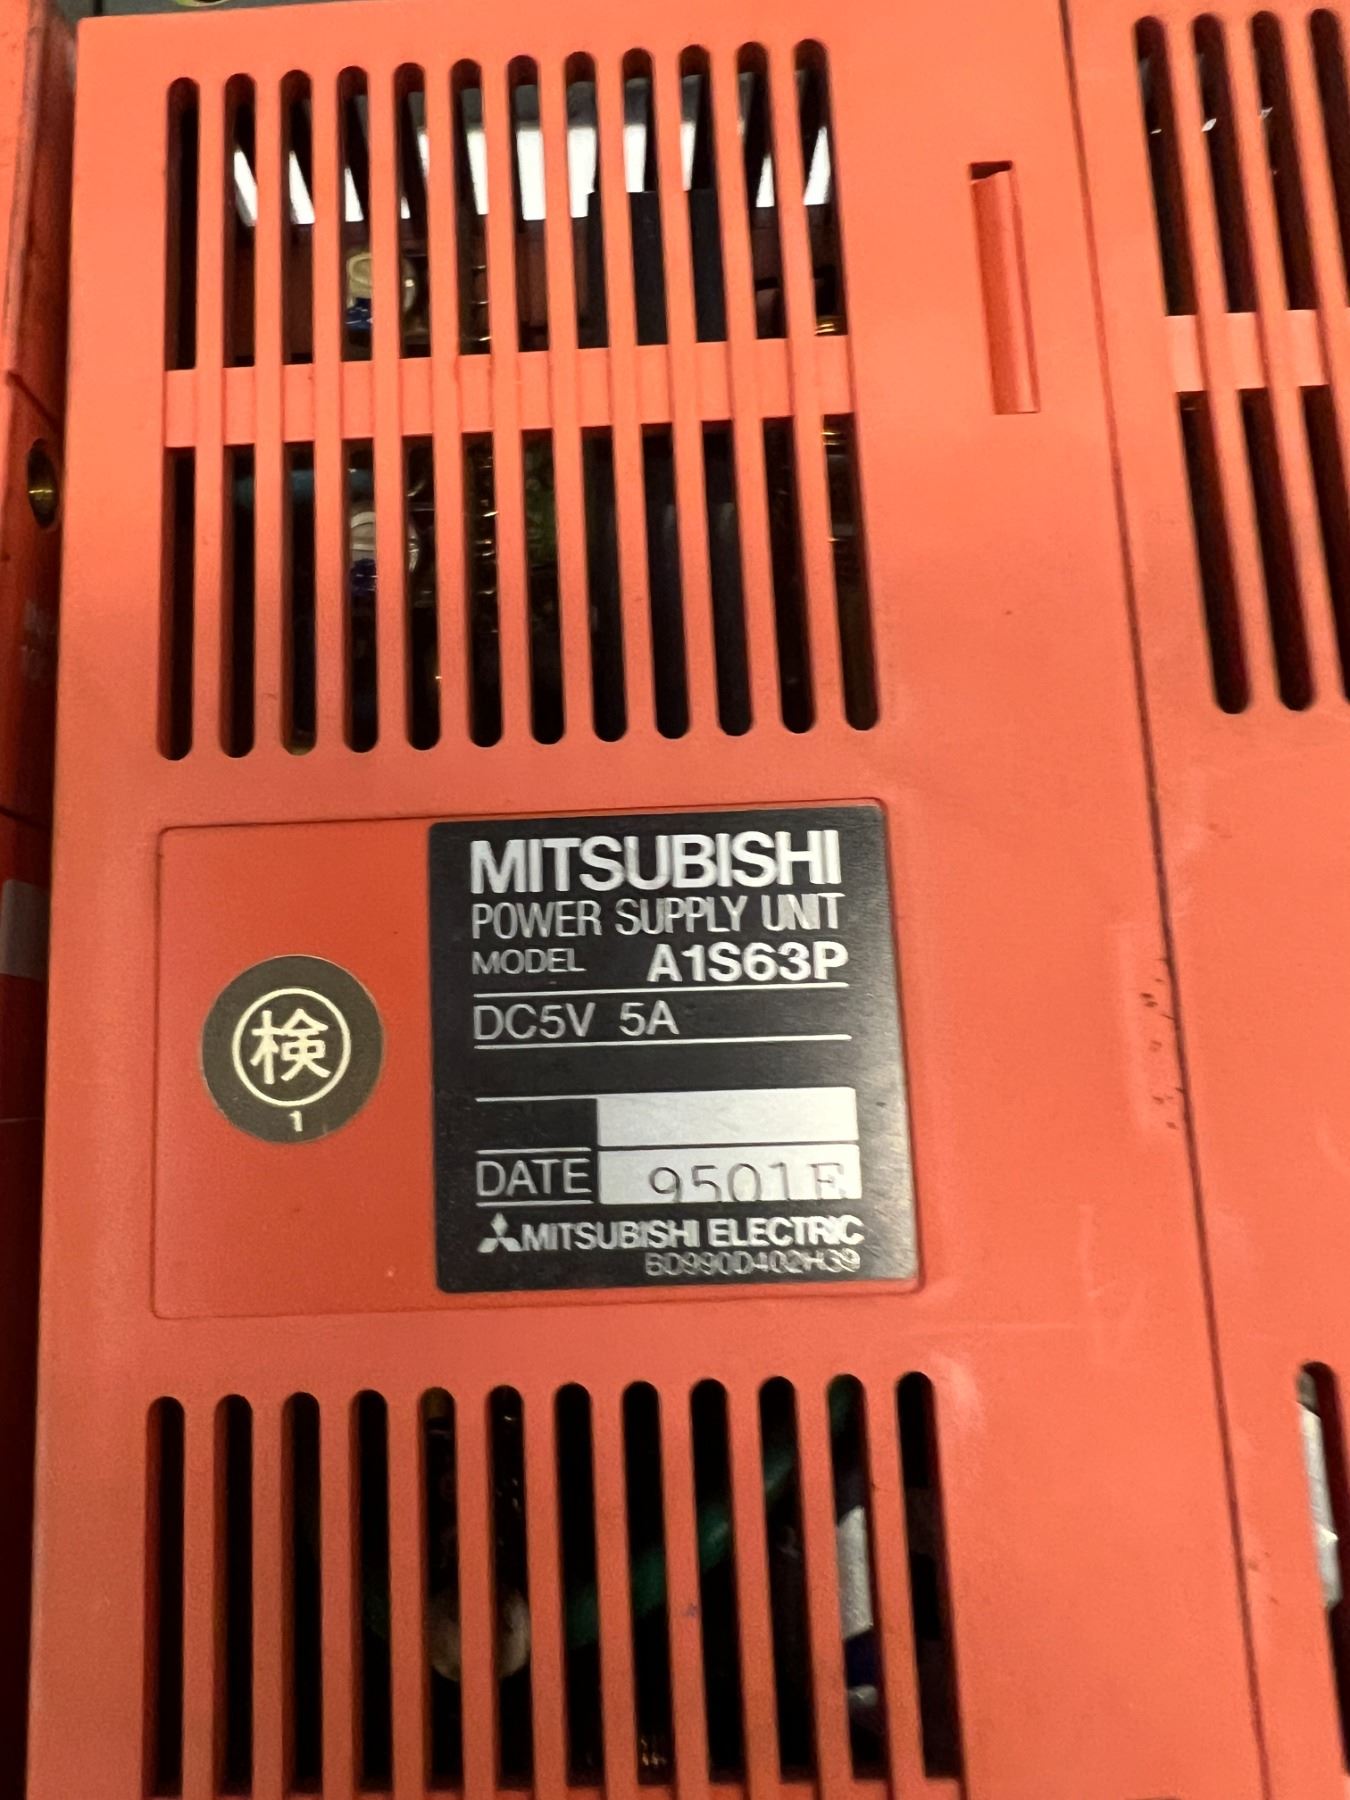 MITSUBISHI
POWER SUPPLY UNIT
MODEL A1S63P
DC5V 5A
検
1
DATE 9501E
MITSUBISHI ELECTRIC
BD990D402H39